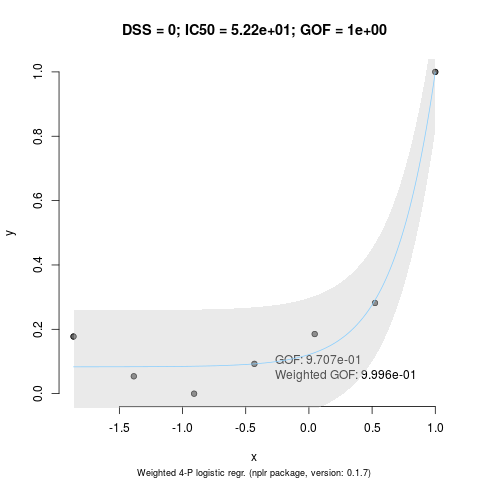 DSS = 0; IC50 = 5.22e+01; GOF = 1e+00
1.0
0.8
0.6
0.4
0.2
0.0
y
GOF: 9.707e-01
Weighted GOF: 9.996e-01
-1.5 -1.0 -0.5 0.0 0.5 1.0
x
Weighted 4-P logistic regr. (nplr package, version: 0.1.7)